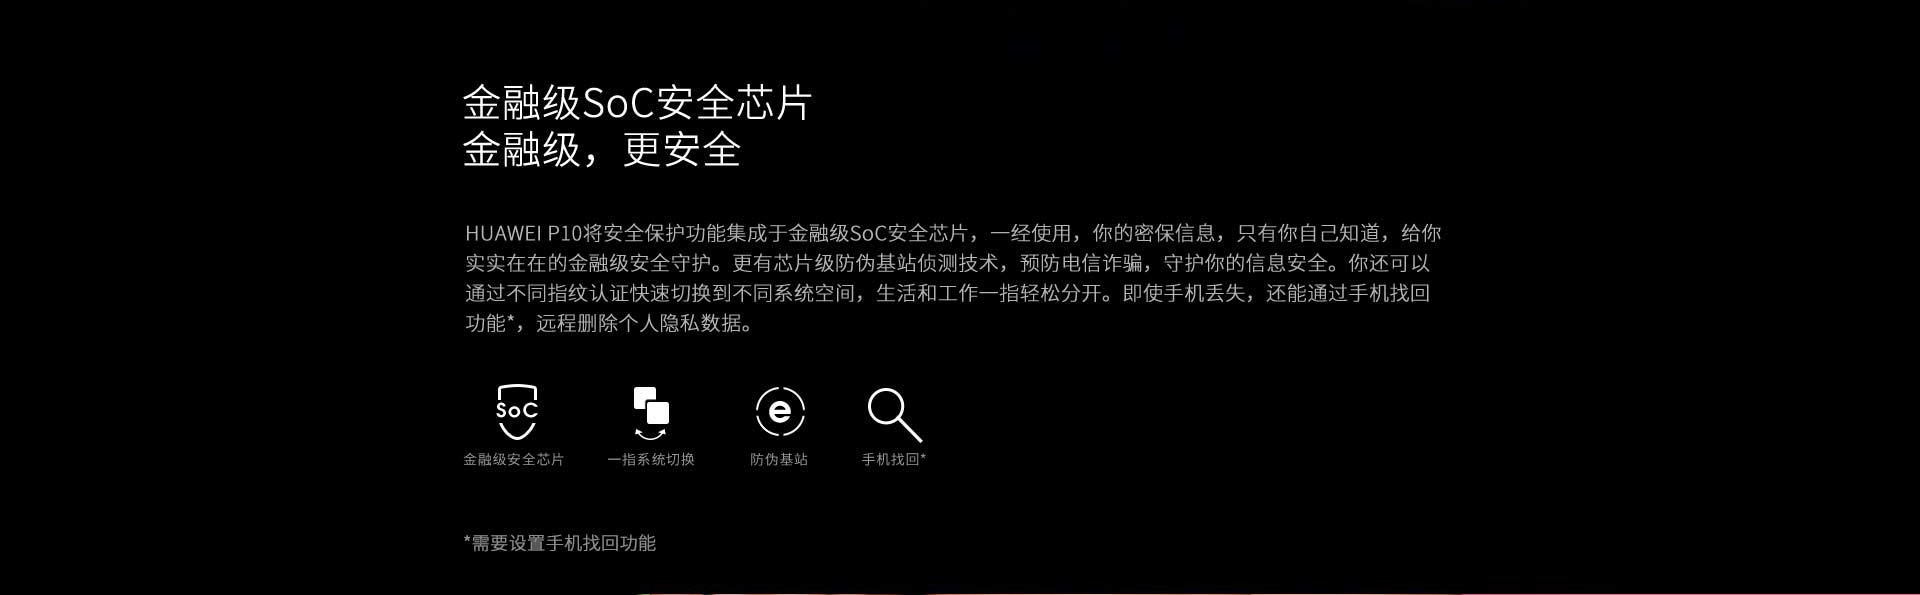 金融级SoC安全芯片
金融级，更安全
HUAWEI P10将安全保护功能集成于金融级SoC安全芯片，一经使用，你的密保信息，只有你自己知道，给你
实实在在的金融级安全守护。更有芯片级防伪基站侦测技术，预防电信诈骗，守护你的信息安全。你还可以
通过不同指纹认证快速切换到不同系统空间，生活和工作一指轻松分开。即使手机丢失，还能通过手机找回
功能*，远程删除个人隐私数据。
SoC
e
金融级安全芯片
一指系统切换
防伪基站
手机找回*
*需要设置手机找回功能